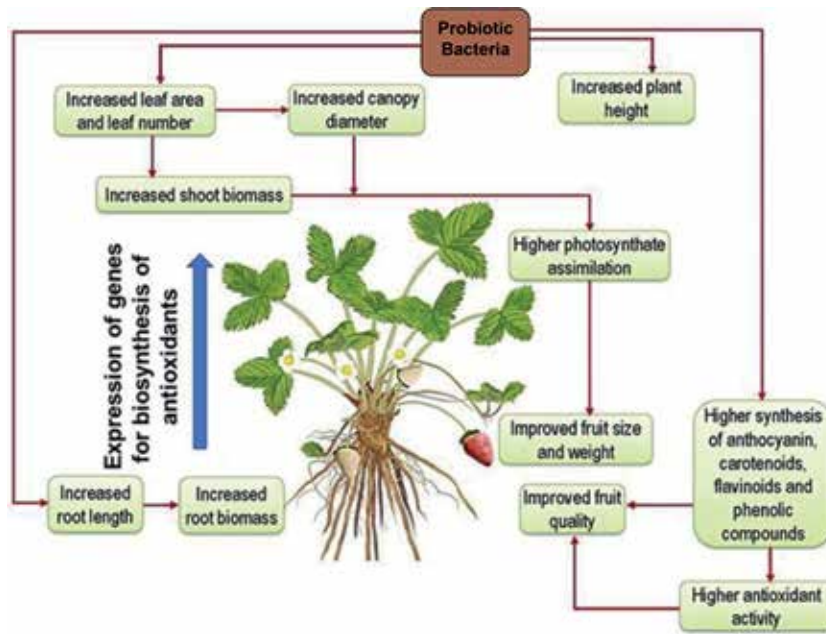 Probiotic
Bacteria
Increased leaf area
and leaf number
Increased canopy
diameter
Increased plant
height
Increased shoot biomass
Higher photosynthate
assimilation
Expression of genes
for biosynthesis of
antioxidants
Improved fruit size
and weight
Higher synthesis
of anthocyanin,
carotenoids,
flavinoids and
phenolic
compounds
Increased
root length
Increased
root biomass
Improved fruit
quality
Higher antioxidant
activity